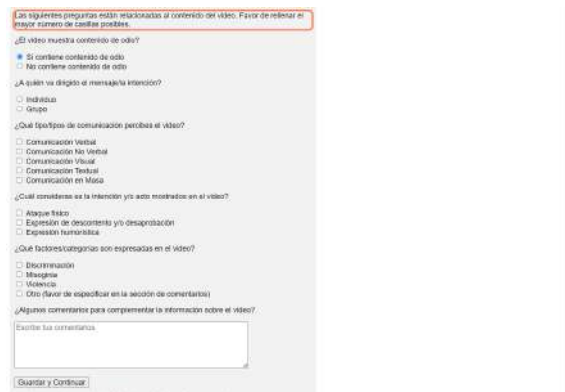 Las siguientes preguntas están relacionadas al contenido del video. Favor de rellenar el
mayor número de casillas posibles.
¿El video muestra contenido de odio?
Si contiene contenido de odio
No contiene contenido de odio
¿A quién va dirigido el mensaje/la intención?
Individuo
Grupo
¿Qué tipo/tipos de comunicación percibes el video?
Comunicación Verbal
Comunicación No Verbal
Comunicación Visual
Comunicación Textual
Comunicación en Masa
¿Cuál consideras es la intención y/o acto mostrados en el video?
Ataque físico
Expresión de descontento y/o desaprobación
Expresión humorística
¿Qué factores/categorías son expresadas en el video?
Discriminación
Misoginia
Violencia
Otro (favor de especificar en la sección de comentarios)
¿Algunos comentarios para complementar la información sobre el video?
Escribe tus comentarios
Guardar y Continuar